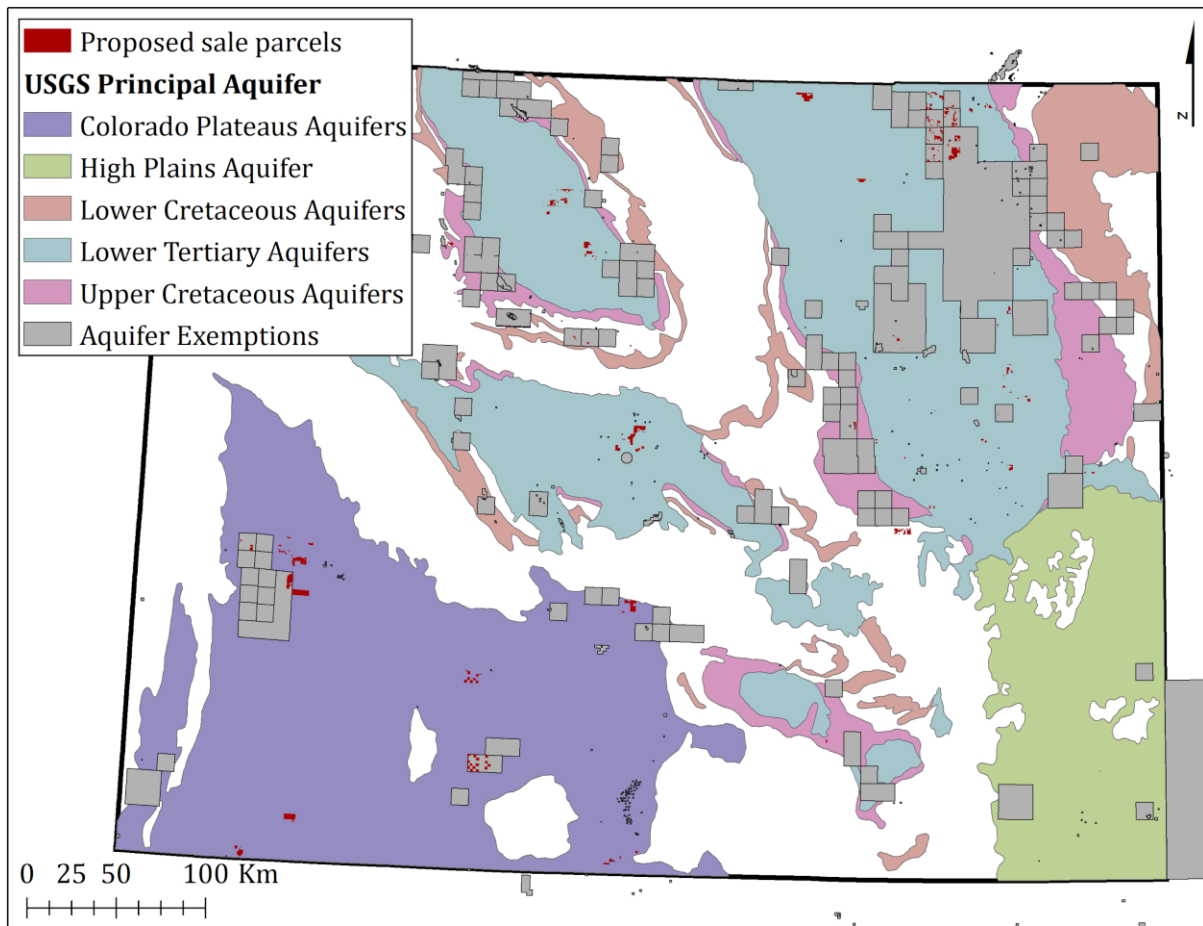 Proposed sale parcels
USGS Principal Aquifer
Colorado Plateaus Aquifers
High Plains Aquifer
Lower Cretaceous Aquifers
Lower Tertiary Aquifers
Upper Cretaceous Aquifers
Aquifer Exemptions
N
0 25 50 100 Km